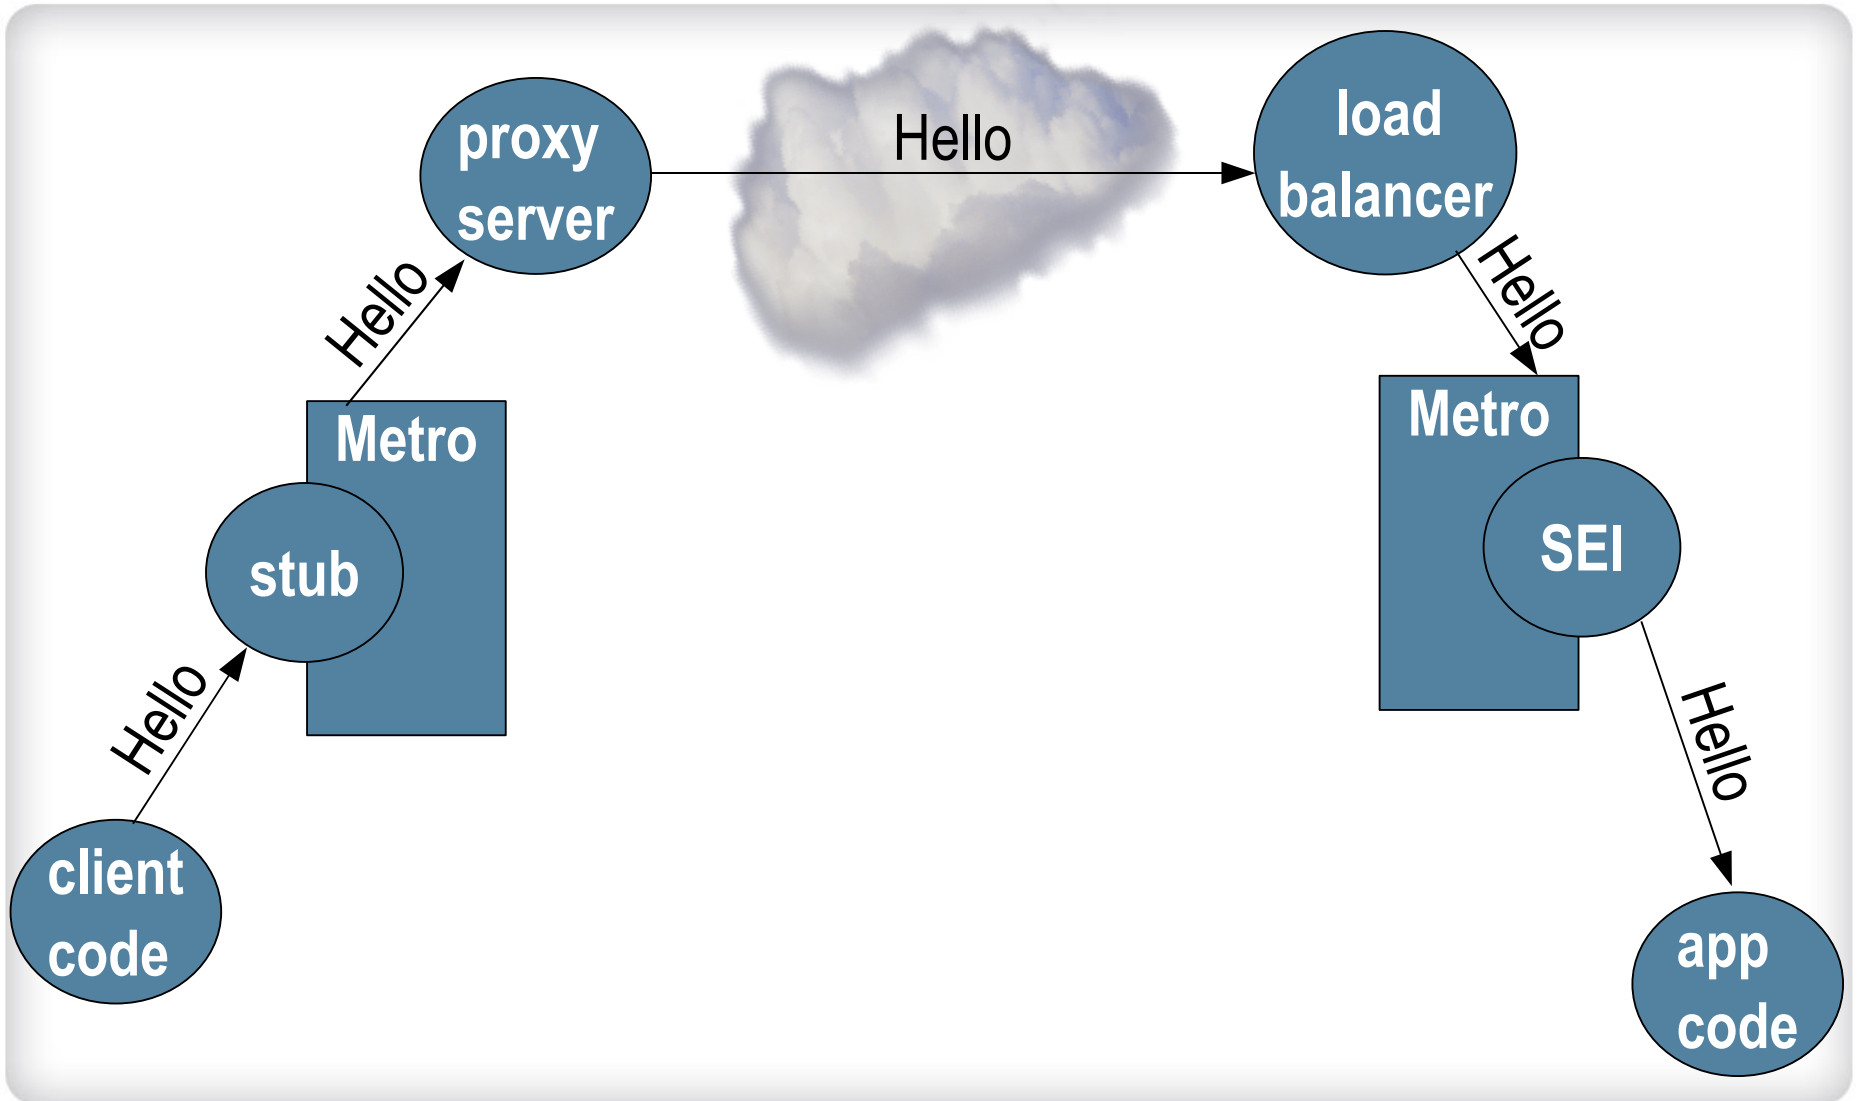 proxy
server
Hello
load
balancer
Hello
Hello
Metro
Metro
stub
SEI
Hello
Hello
client
code
app
code